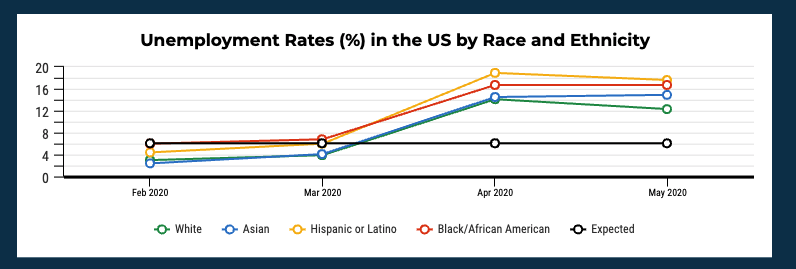 Unemployment Rates (%) in the US by Race and Ethnicity
20
16
12
8
4
0
Feb 2020 Mar 2020 Apr 2020 May 2020
White Asian Hispanic or Latino Black/African American Expected